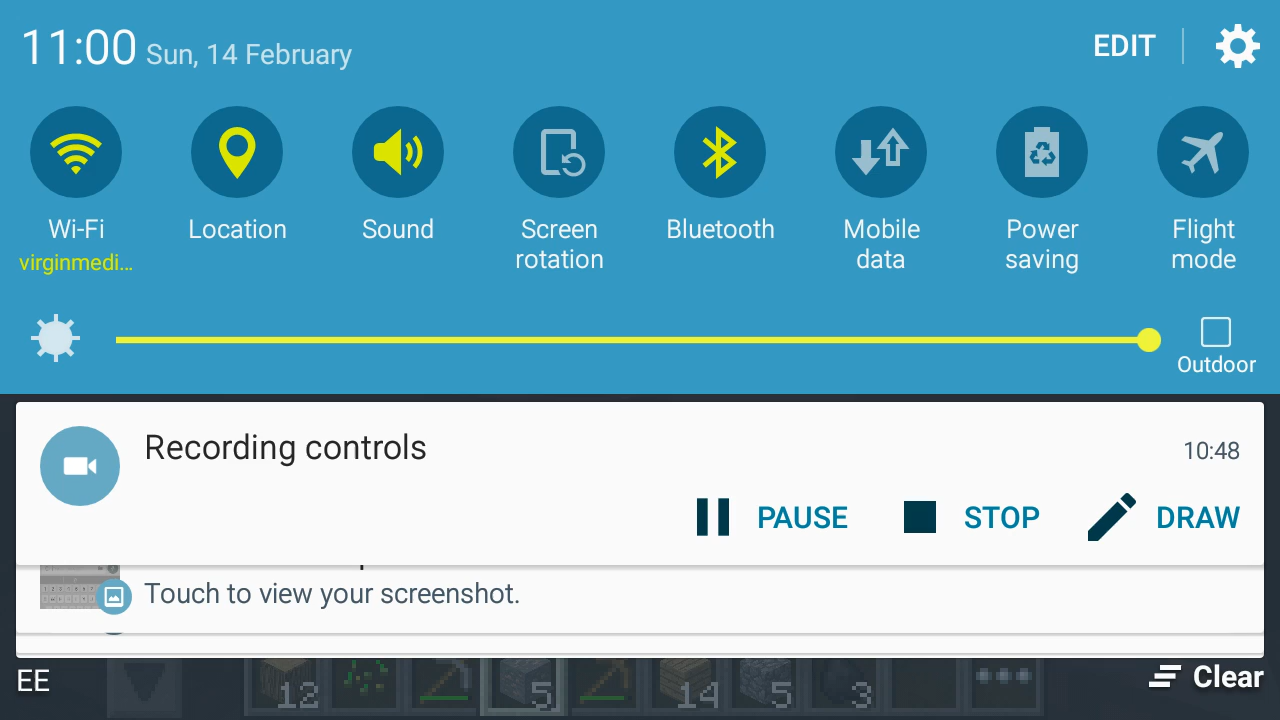 11:00 Sun, 14 February
EDIT
Wi-Fi
virginmedi...
Location
Sound
Screen
rotation
Bluetooth
Mobile
data
Power
saving
Flight
mode
Outdoor
Recording controls
10:48
PAUSE
STOP
DRAW
Touch to view your screenshot.
EE
12
5
14
5
3
Clear